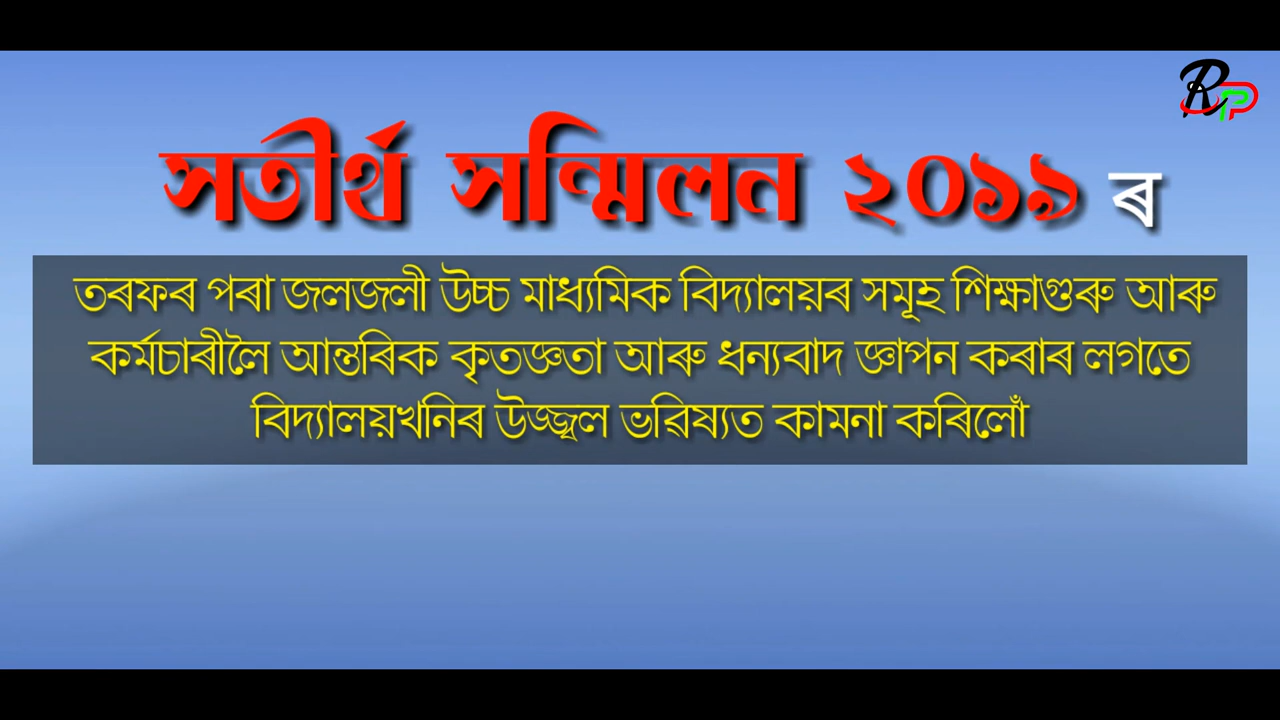 RP
সতীৰ্থ সন্মিলন ২০১৯ ৰ
তৰফৰ পৰা জলজলী উচ্চ মাধ্যমিক বিদ্যালয়ৰ সমূহ শিক্ষাগুৰু আৰু
কৰ্মচাৰীলৈ আন্তৰিক কৃতজ্ঞতা আৰু ধন্যবাদ জ্ঞাপন কৰাৰ লগতে
বিদ্যালয়খনিৰ উজ্জ্বল ভৱিষ্যত কামনা কৰিলোঁ